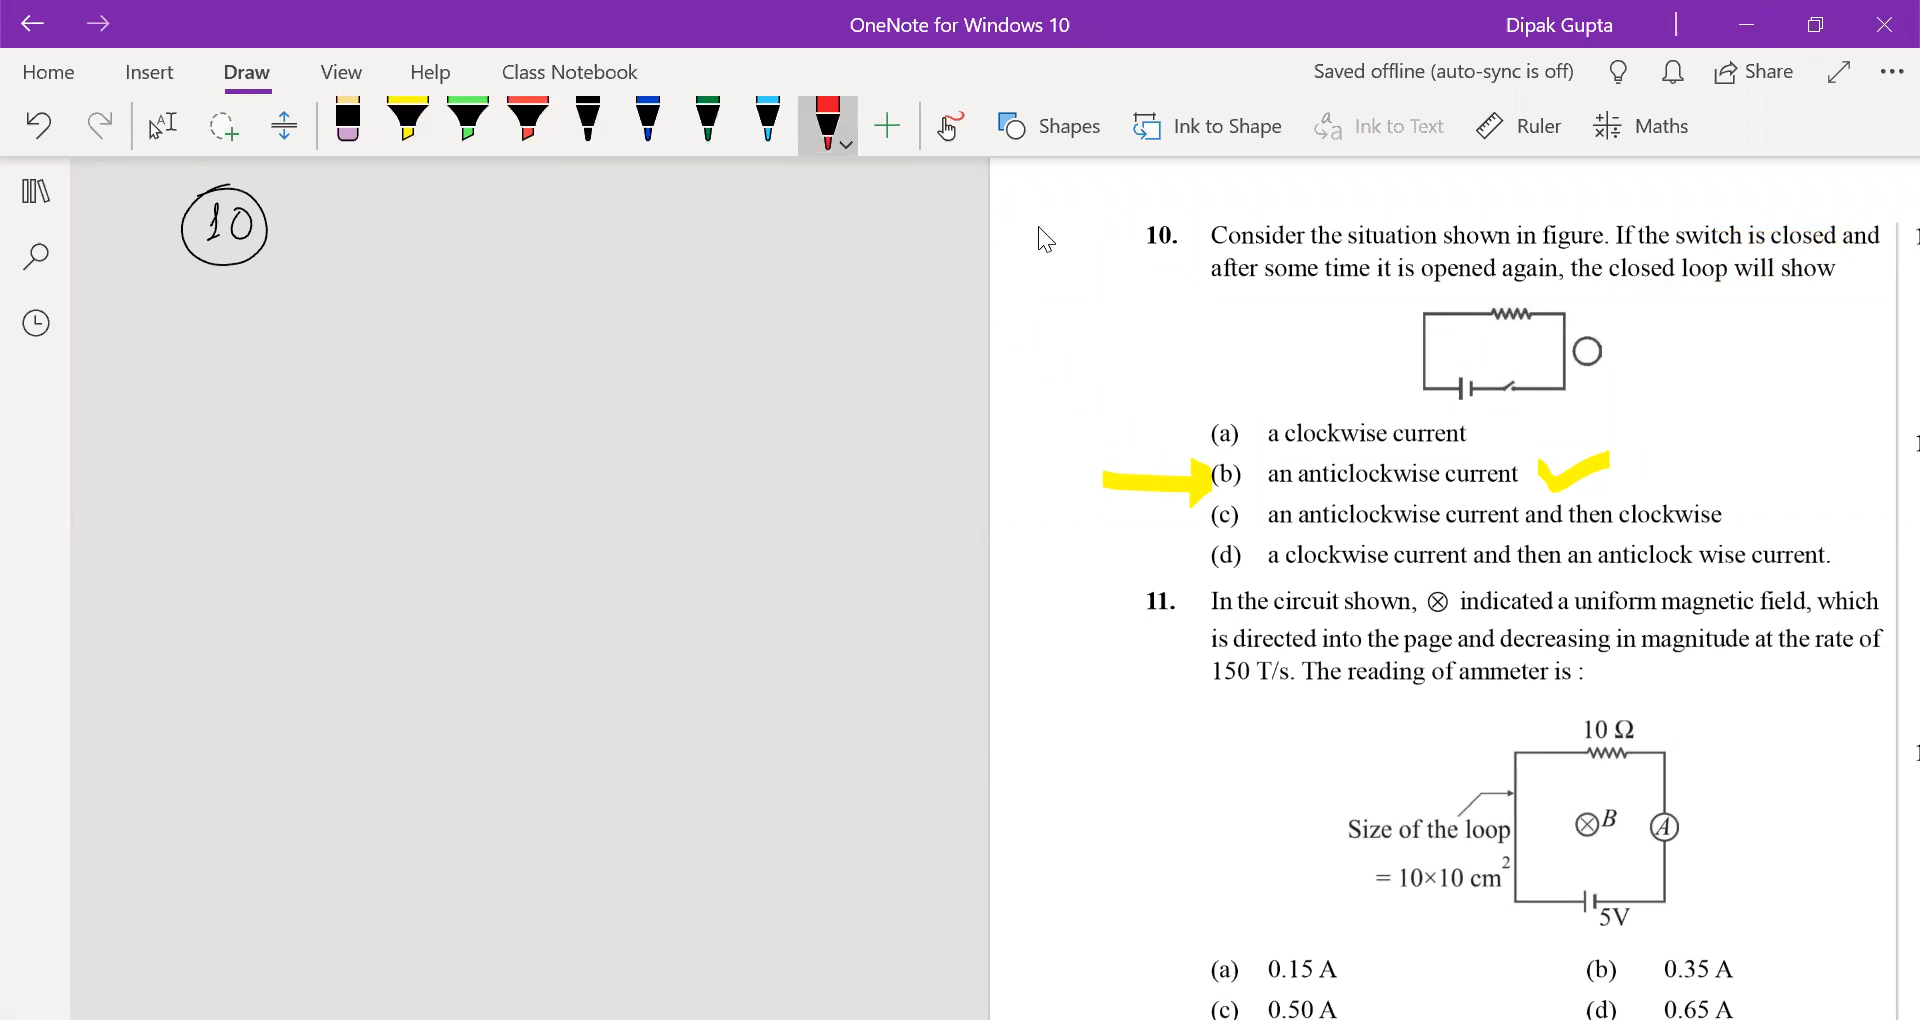 OneNote for Windows 10
Dipak Gupta
Home Insert Draw View Help Class Notebook
Saved offline (auto-sync is off) Share
Shapes Ink to Shape Ink to Text Ruler Maths
10
10. Consider the situation shown in figure. If the switch is closed and
after some time it is opened again, the closed loop will show
(a) a clockwise current
(b) an anticlockwise current
(c) an anticlockwise current and then clockwise
(d) a clockwise current and then an anticlock wise current.
11. In the circuit shown, ⊗ indicated a uniform magnetic field, which
is directed into the page and decreasing in magnitude at the rate of
150 T/s. The reading of ammeter is :
10 Ω
⊗B
A
Size of the loop
= 10×10 cm²
5V
(a) 0.15 A (b) 0.35 A
(c) 0.50 A (d) 0.65 A